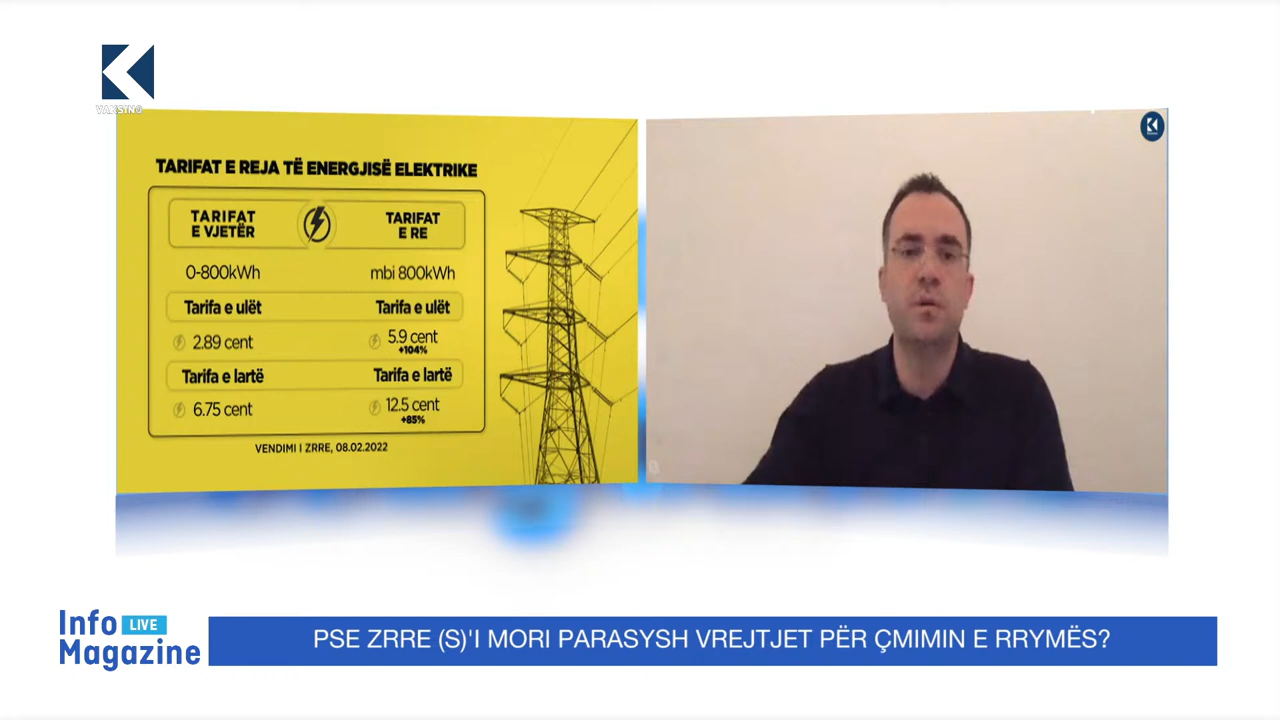 VAKSINO
TARIFAT E REJA TË ENERGJISË ELEKTRIKE
TARIFAT
E VJETËR
TARIFAT
E RE
0-800kWh
mbi 800kWh
Tarifa e ulët
Tarifa e ulët
2.89 cent
5.9 cent
+104%
Tarifa e lartë
Tarifa e lartë
6.75 cent
12.5 cent
+85%
VENDIMI I ZRRE, 08.02.2022
Info LIVE
Magazine
PSE ZRRE (S)'I MORI PARASYSH VREJTJET PËR ÇMIMIN E RRYMËS?